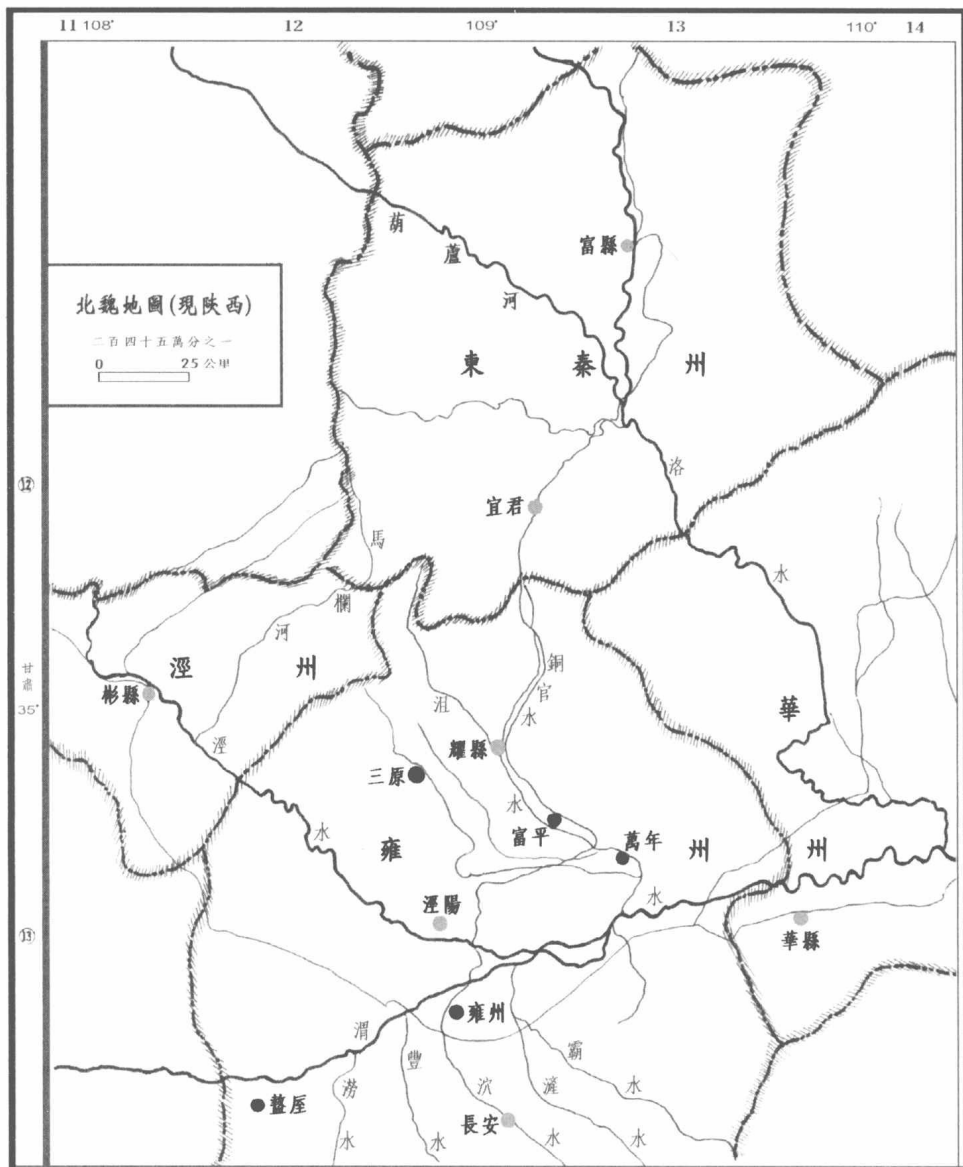 11 108° 12 109° 13 110° 14
葫蘆河
富縣
北魏地圖(現陝西)
二百四十五萬分之一
0 25公里
東秦州
洛水
⑫
宜君
馬欄河
涇州
銅官水
甘肅
35°
彬縣
沮水
華州
涇水
耀縣
三原
富平
萬年
雍州
涇陽
水
華縣
⑬
雍州
渭
豐水
霸水
澇水
泬水
滻水
盩厔
長安